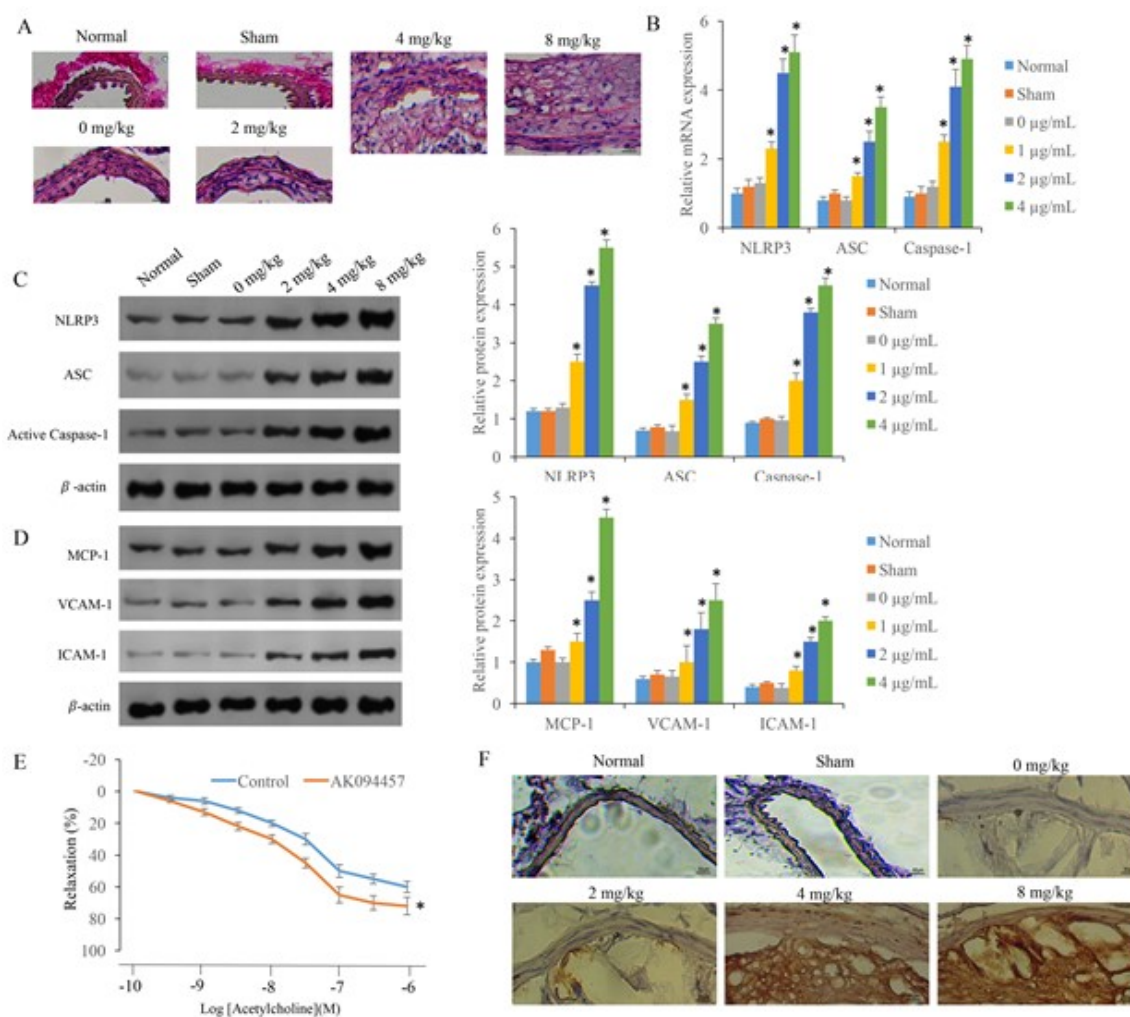 A
Normal
Sham
4 mg/kg
8 mg/kg
0 mg/kg
2 mg/kg
B
Relative mRNA expression
6
4
2
0
NLRP3
ASC
Caspase-1
Normal
Sham
0 µg/mL
1 µg/mL
2 µg/mL
4 µg/mL
* * * * * * * * 
C
Normal
Sham
0 mg/kg
2 mg/kg
4 mg/kg
8 mg/kg
NLRP3
ASC
Active Caspase-1
β -actin
Relative protein expression
6
5
4
3
2
1
0
NLRP3
ASC
Caspase-1
Normal
Sham
0 µg/mL
1 µg/mL
2 µg/mL
4 µg/mL
* * * * * * * * *
D
MCP-1
VCAM-1
ICAM-1
β-actin
Relative protein expression
5
4
3
2
1
0
MCP-1
VCAM-1
ICAM-1
Normal
Sham
0 µg/mL
1 µg/mL
2 µg/mL
4 µg/mL
* * * * * * * * *
E
Control
AK094457
Relaxation (%)
-20
0
20
40
60
80
100
*
-10
-9
-8
-7
-6
Log [Acetylcholine](M)
F
Normal
Sham
0 mg/kg
2 mg/kg
4 mg/kg
8 mg/kg